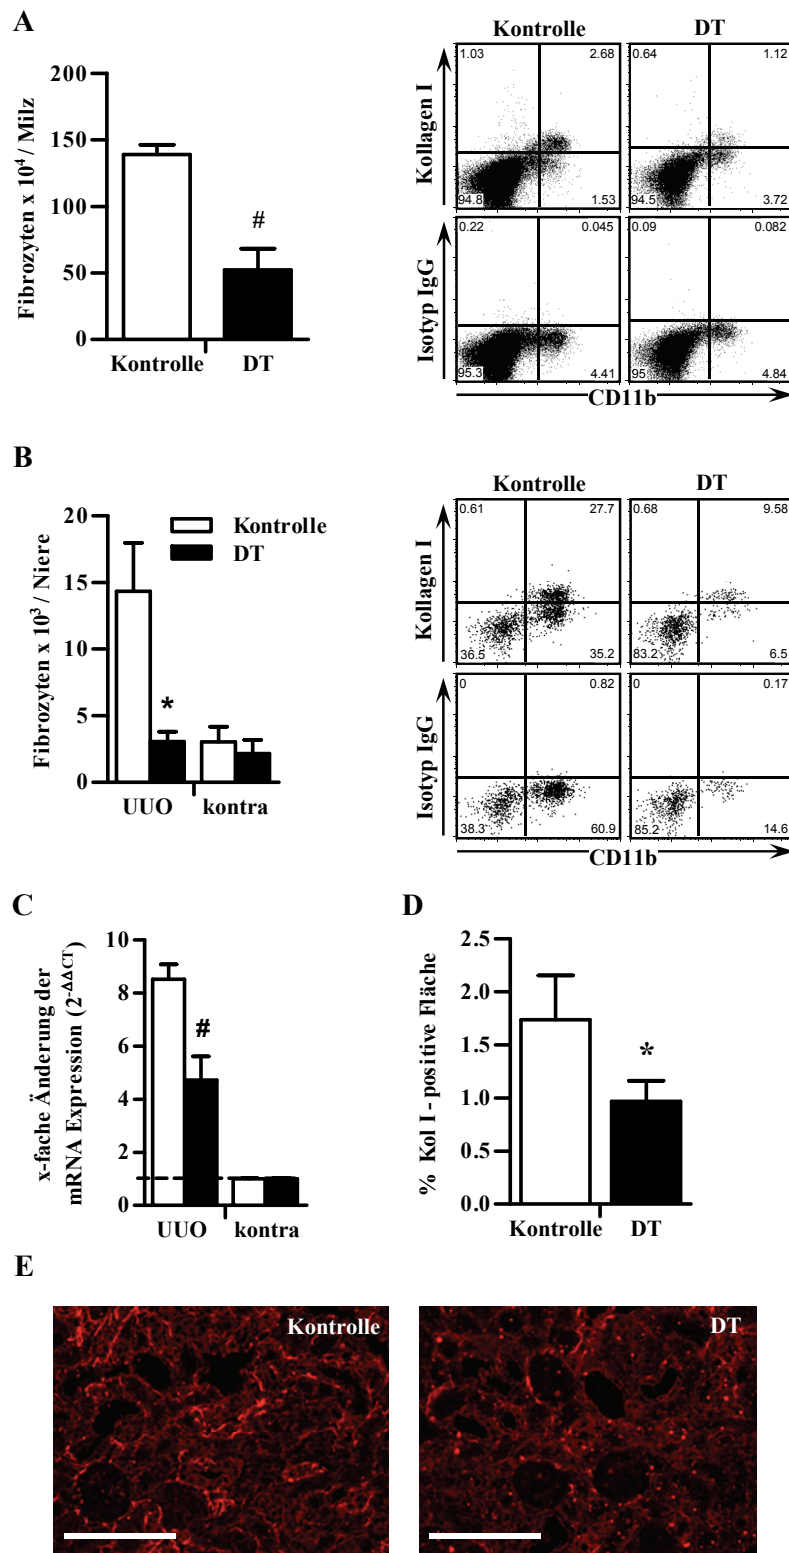 A
Fibrozyten x 10⁴ / Milz
200
150
100
50
0
#
Kontrolle DT
Kontrolle DT
Kollagen I
1.03 2.68
94.8 1.53
0.64 1.12
94.5 3.72
Isotyp IgG
0.22 0.045
95.3 4.41
0.09 0.082
95 4.84
CD11b
B
Fibrozyten x 10³ / Niere
20
15
10
5
0
Kontrolle
DT
*
UUO kontra
Kontrolle DT
Kollagen I
0.61 27.7
36.5 35.2
0.68 9.58
83.2 6.5
Isotyp IgG
0 0.82
38.3 60.9
0 0.17
85.2 14.6
CD11b
C
x-fache Änderung der
mRNA Expression (2^-ΔΔCT)
10
8
6
4
2
0
#
UUO kontra
D
% Kol I - positive Fläche
2.5
2.0
1.5
1.0
0.5
0.0
*
Kontrolle DT
E
Kontrolle
DT